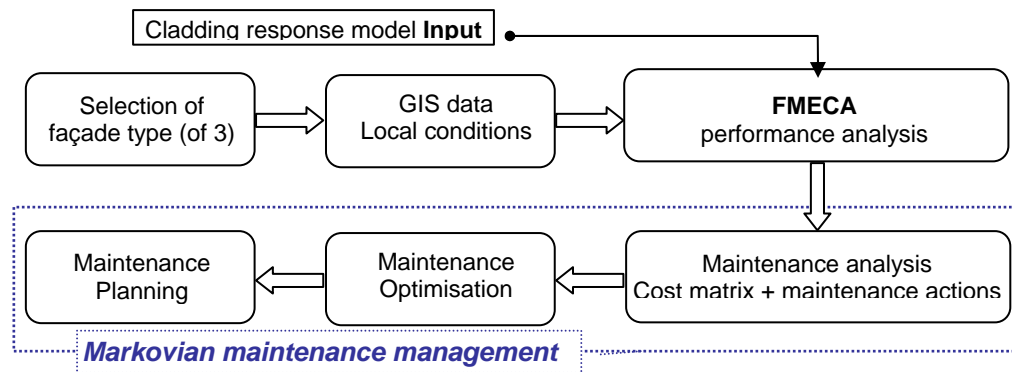 Cladding response model Input
Selection of
façade type (of 3)
GIS data
Local conditions
FMECA
performance analysis
Maintenance
Planning
Maintenance
Optimisation
Maintenance analysis
Cost matrix + maintenance actions
Markovian maintenance management